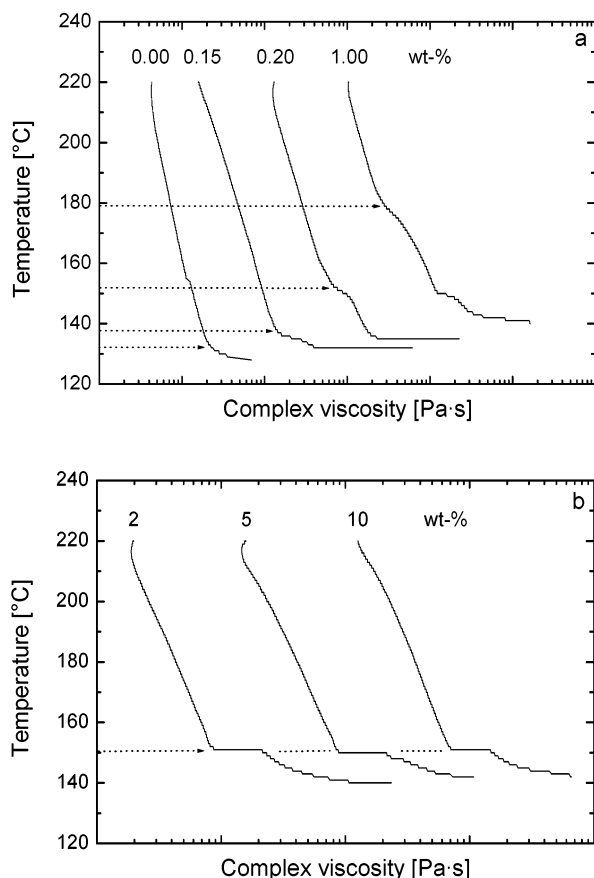 240
a
0.00 0.15 0.20 1.00 wt-%
220
200
180
160
140
120
Temperature [°C]
Complex viscosity [Pa·s]
240
b
2 5 10 wt-%
220
200
180
160
140
120
Temperature [°C]
Complex viscosity [Pa·s]